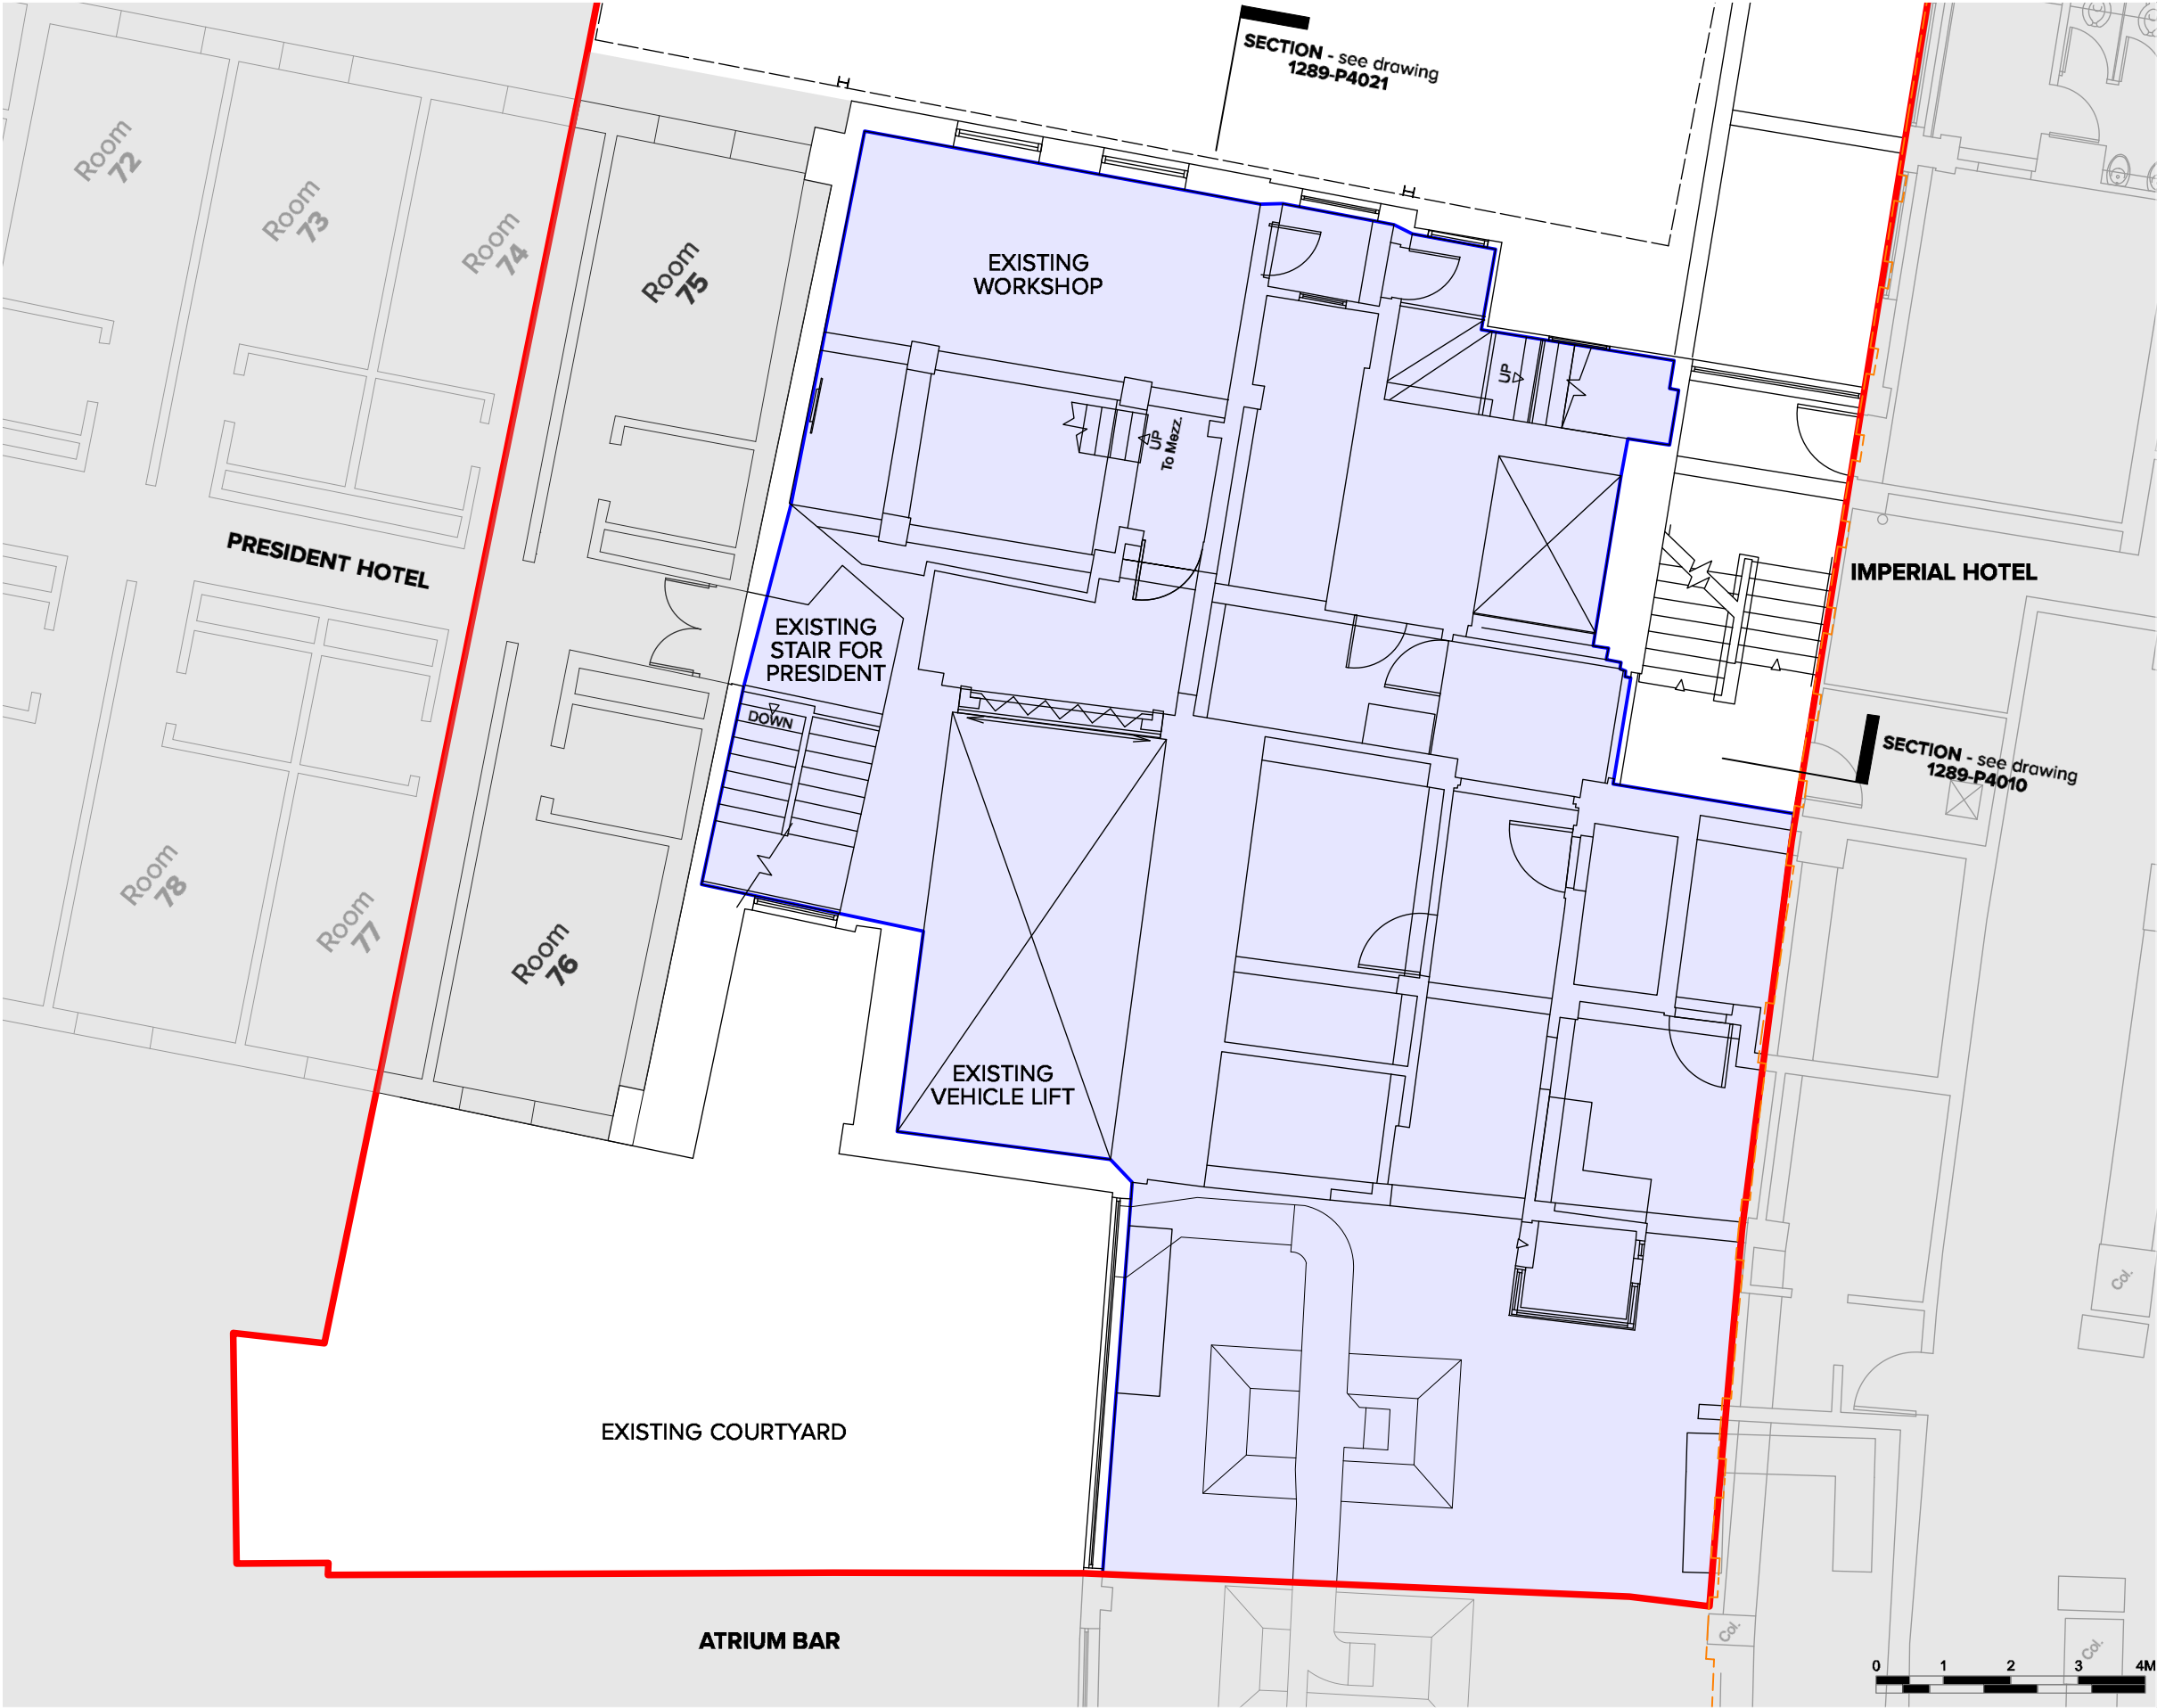 SECTION - see drawing
1289-P4021
Room
72
Room
73
Room
74
Room
75
EXISTING
WORKSHOP
UP
UP
To Mezz.
PRESIDENT HOTEL
IMPERIAL HOTEL
EXISTING
STAIR FOR
PRESIDENT
DOWN
SECTION - see drawing
1289-P4010
Room
78
Room
77
Room
76
EXISTING
VEHICLE LIFT
Col.
EXISTING COURTYARD
ATRIUM BAR
Col.
Col.
0 1 2 3 4M